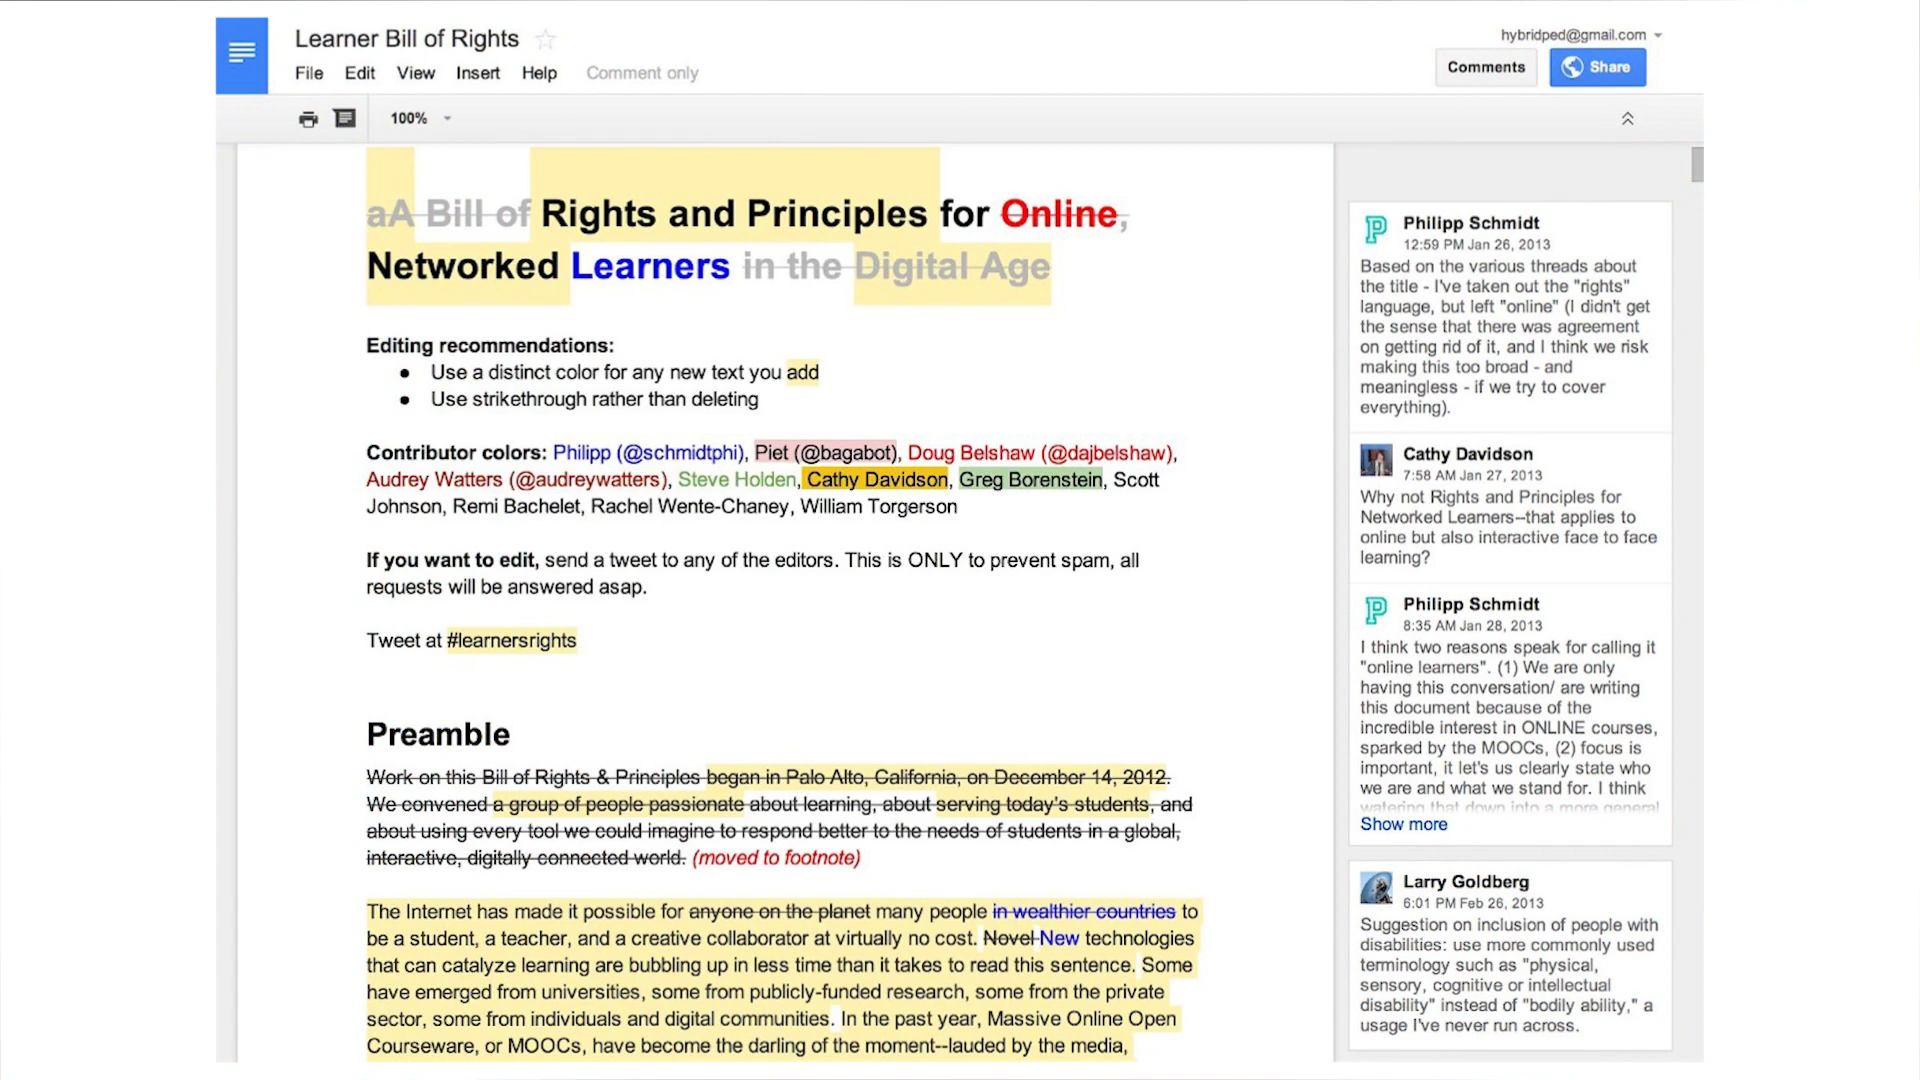 Learner Bill of Rights
hybridped@gmail.com
File Edit View Insert Help Comment only
Comments Share
100%
aA Bill of Rights and Principles for Online,
Networked Learners in the Digital Age
Editing recommendations:
● Use a distinct color for any new text you add
● Use strikethrough rather than deleting
Contributor colors: Philipp (@schmidtphi), Piet (@bagabot), Doug Belshaw (@dajbelshaw),
Audrey Watters (@audreywatters), Steve Holden, Cathy Davidson, Greg Borenstein, Scott
Johnson, Remi Bachelet, Rachel Wente-Chaney, William Torgerson
If you want to edit, send a tweet to any of the editors. This is ONLY to prevent spam, all
requests will be answered asap.
Tweet at #learnersrights
Preamble
Work on this Bill of Rights & Principles began in Palo Alto, California, on December 14, 2012.
We convened a group of people passionate about learning, about serving today's students, and
about using every tool we could imagine to respond better to the needs of students in a global,
interactive, digitally connected world. (moved to footnote)
The Internet has made it possible for anyone on the planet many people in wealthier countries to
be a student, a teacher, and a creative collaborator at virtually no cost. Novel New technologies
that can catalyze learning are bubbling up in less time than it takes to read this sentence. Some
have emerged from universities, some from publicly-funded research, some from the private
sector, some from individuals and digital communities. In the past year, Massive Online Open
Courseware, or MOOCs, have become the darling of the moment--lauded by the media,
Philipp Schmidt
12:59 PM Jan 26, 2013
Based on the various threads about
the title - I've taken out the "rights"
language, but left "online" (I didn't get
the sense that there was agreement
on getting rid of it, and I think we risk
making this too broad - and
meaningless - if we try to cover
everything).
Cathy Davidson
7:58 AM Jan 27, 2013
Why not Rights and Principles for
Networked Learners--that applies to
online but also interactive face to face
learning?
Philipp Schmidt
8:35 AM Jan 28, 2013
I think two reasons speak for calling it
"online learners". (1) We are only
having this conversation/ are writing
this document because of the
incredible interest in ONLINE courses,
sparked by the MOOCs, (2) focus is
important, it let's us clearly state who
we are and what we stand for. I think
watering that down into a more general
Show more
Larry Goldberg
6:01 PM Feb 26, 2013
Suggestion on inclusion of people with
disabilities: use more commonly used
terminology such as "physical,
sensory, cognitive or intellectual
disability" instead of "bodily ability," a
usage I've never run across.